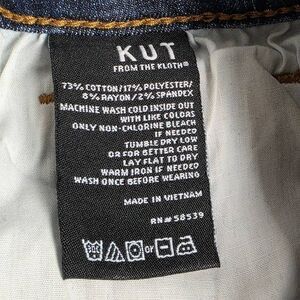 KUT
FROM THE KLOTH®
73% COTTON/17% POLYESTER/
8% RAYON/2% SPANDEX
MACHINE WASH COLD INSIDE OUT
WITH LIKE COLORS
ONLY NON-CHLORINE BLEACH
IF NEEDED
TUMBLE DRY LOW
OR FOR BETTER CARE
LAY FLAT TO DRY
WARM IRON IF NEEDED
WASH ONCE BEFORE WEARING
MADE IN VIETNAM
RN# 58539
or